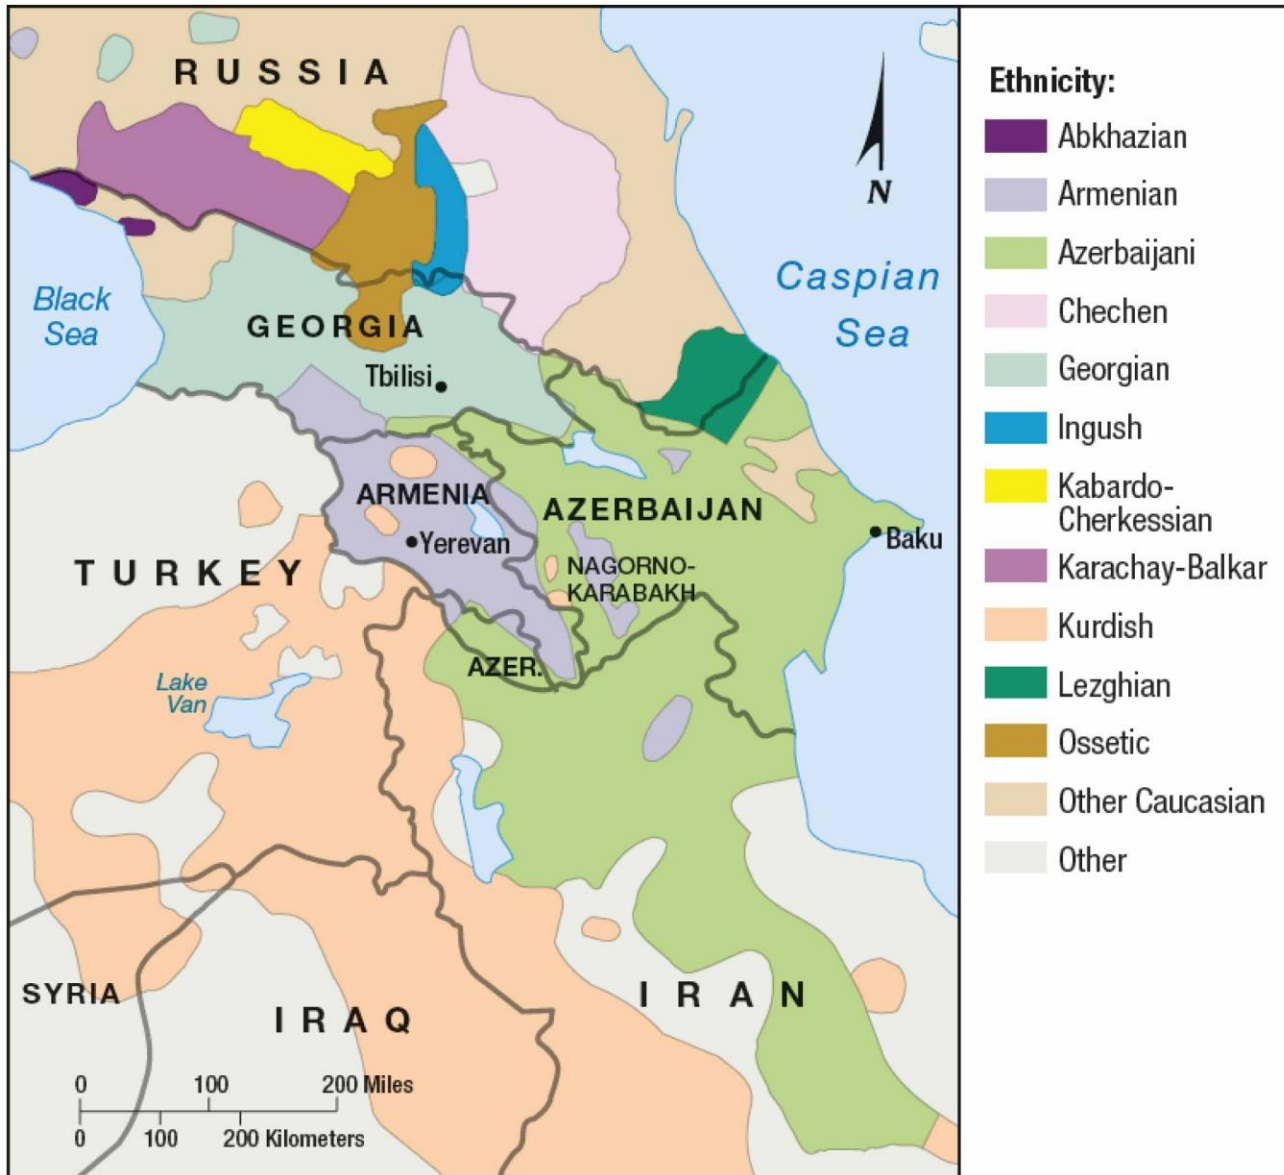 RUSSIA
Black
Sea
GEORGIA
Tbilisi
Caspian
Sea
N
ARMENIA
Yerevan
AZERBAIJAN
Baku
NAGORNO-
KARABAKH
TURKEY
AZER.
Lake
Van
SYRIA
IRAQ
IRAN
0 100 200 Miles
0 100 200 Kilometers
Ethnicity:
Abkhazian
Armenian
Azerbaijani
Chechen
Georgian
Ingush
Kabardo-
Cherkessian
Karachay-Balkar
Kurdish
Lezghian
Ossetic
Other Caucasian
Other